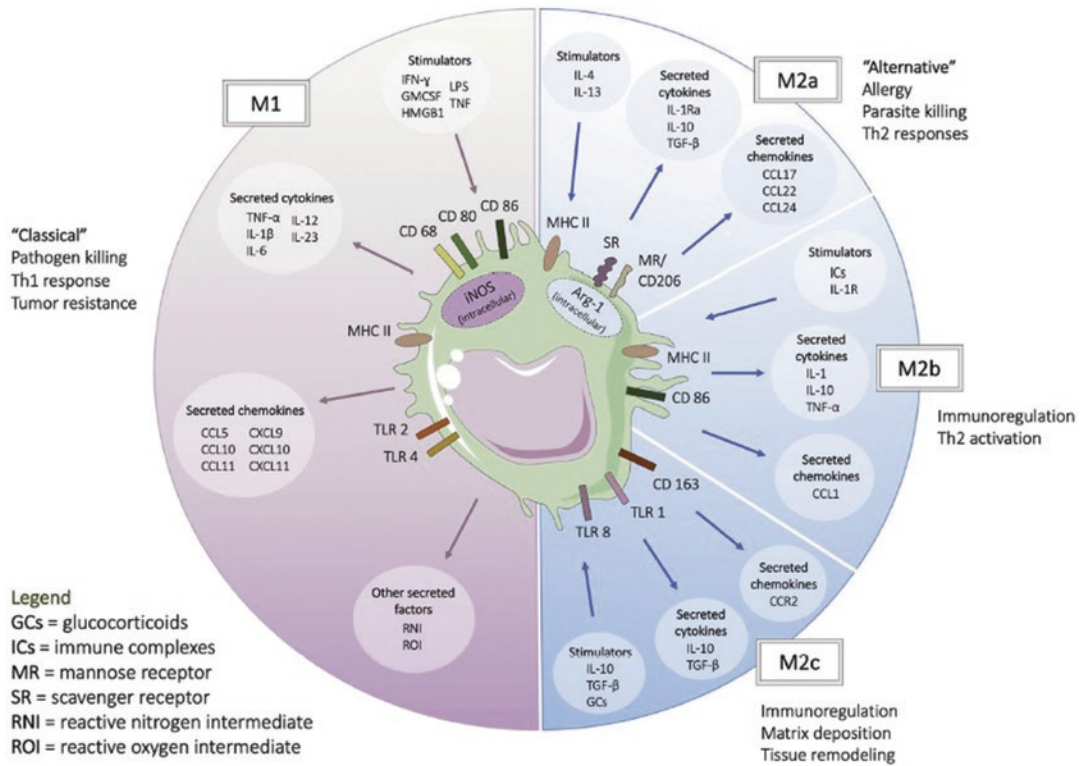 M1
"Classical"
Pathogen killing
Th1 response
Tumor resistance
Stimulators
IFN-γ
GMCSF
HMGB1
LPS
TNF
Secreted cytokines
TNF-α
IL-1β
IL-6
IL-12
IL-23
Secreted chemokines
CCL5 CXCL9
CCL10 CXCL10
CCL11 CXCL11
Other secreted
factors
RNI
ROI
CD 68
CD 80
CD 86
iNOS
(intracellular)
MHC II
TLR 2
TLR 4
M2a
"Alternative"
Allergy
Parasite killing
Th2 responses
Stimulators
IL-4
IL-13
Secreted
cytokines
IL-1Ra
IL-10
TGF-β
Secreted
chemokines
CCL17
CCL22
CCL24
MHC II
SR
MR/
CD206
Arg-1
(intracellular)
M2b
Immunoregulation
Th2 activation
Stimulators
ICs
IL-1R
Secreted
cytokines
IL-1
IL-10
TNF-α
Secreted
chemokines
CCL1
MHC II
CD 86
CD 163
TLR 1
TLR 8
M2c
Immunoregulation
Matrix deposition
Tissue remodeling
Secreted
chemokines
CCR2
Secreted
cytokines
IL-10
TGF-β
Stimulators
IL-10
TGF-β
GCs
Legend
GCs = glucocorticoids
ICs = immune complexes
MR = mannose receptor
SR = scavenger receptor
RNI = reactive nitrogen intermediate
ROI = reactive oxygen intermediate